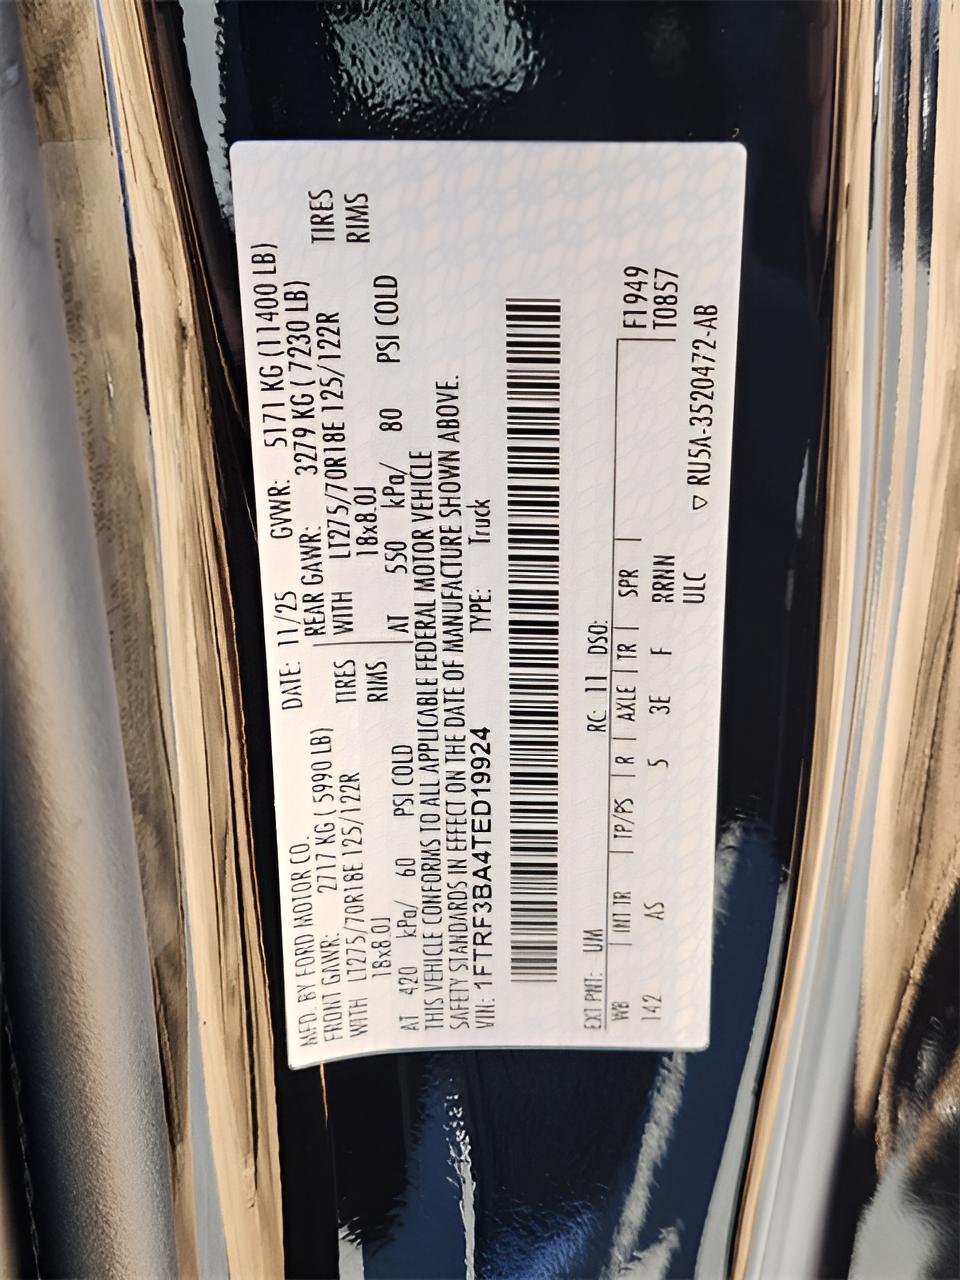 MFD. BY FORD MOTOR CO. DATE: 11/25 GVWR: 5171 KG (11400 LB)
FRONT GAWR: 2717 KG ( 5990 LB) REAR GAWR: 3279 KG ( 7230 LB)
WITH LT275/70R18E 125/122R TIRES WITH LT275/70R18E 125/122R TIRES
18x8.0J RIMS 18x8.0J RIMS
AT 420 kPa/ 60 PSI COLD AT 550 kPa/ 80 PSI COLD
THIS VEHICLE CONFORMS TO ALL APPLICABLE FEDERAL MOTOR VEHICLE
SAFETY STANDARDS IN EFFECT ON THE DATE OF MANUFACTURE SHOWN ABOVE.
VIN: 1FTRF3BA4TED19924 TYPE: Truck
EXT PNT: UM RC: 11 DSO:
WB INT TR TP/PS R AXLE TR SPR F1949
142 AS 5 3E F RRNN T0857
ULC ▽ RU5A-3520472-AB